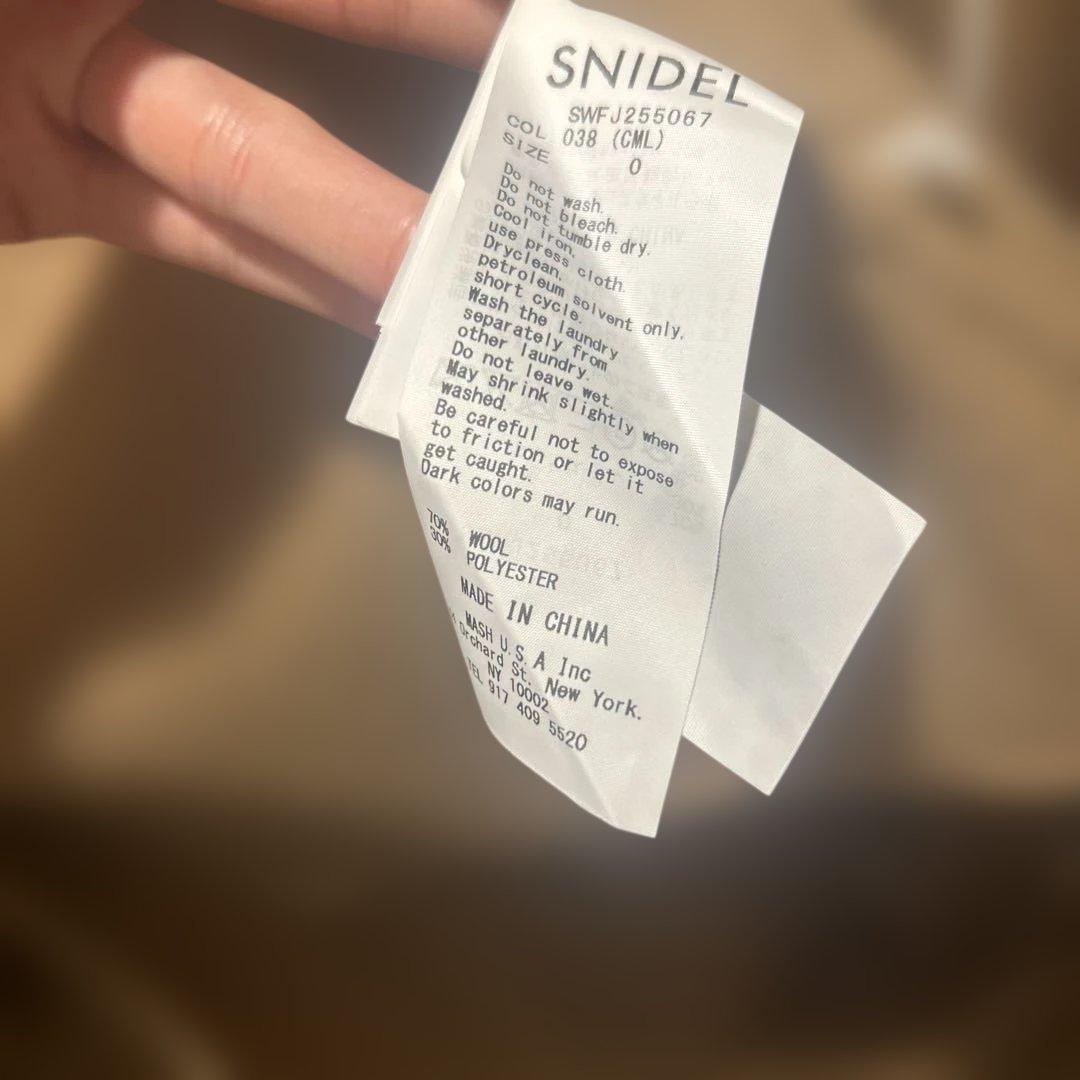 SNIDEL
SWFJ255067
COL 038 (CML)
SIZE 0
Do not wash.
Do not bleach.
Do not tumble dry.
Cool iron.
use press cloth.
Dryclean.
petroleum solvent only.
short cycle.
Wash the laundry
separately from
other laundry.
Do not leave wet.
May shrink slightly when
washed.
Be careful not to expose
to friction or let it
get caught.
Dark colors may run.
70% WOOL
30% POLYESTER
MADE IN CHINA
MASH U.S.A Inc
Orchard St. New York.
NY 10002
TEL 917 409 5520